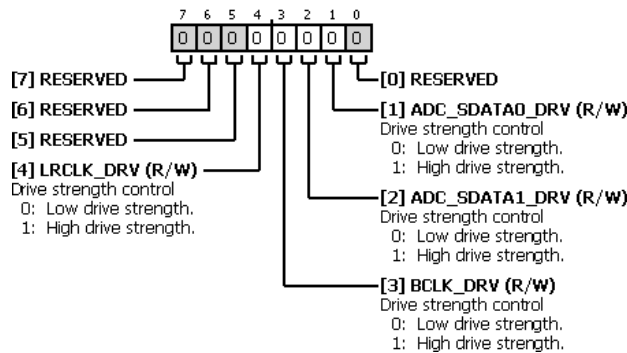 7 6 5 4 3 2 1 0
0 0 0 0 0 0 0 0
[7] RESERVED
[6] RESERVED
[5] RESERVED
[4] LRCLK_DRV (R/W)
Drive strength control
0: Low drive strength.
1: High drive strength.
[0] RESERVED
[1] ADC_SDATA0_DRV (R/W)
Drive strength control
0: Low drive strength.
1: High drive strength.
[2] ADC_SDATA1_DRV (R/W)
Drive strength control
0: Low drive strength.
1: High drive strength.
[3] BCLK_DRV (R/W)
Drive strength control
0: Low drive strength.
1: High drive strength.